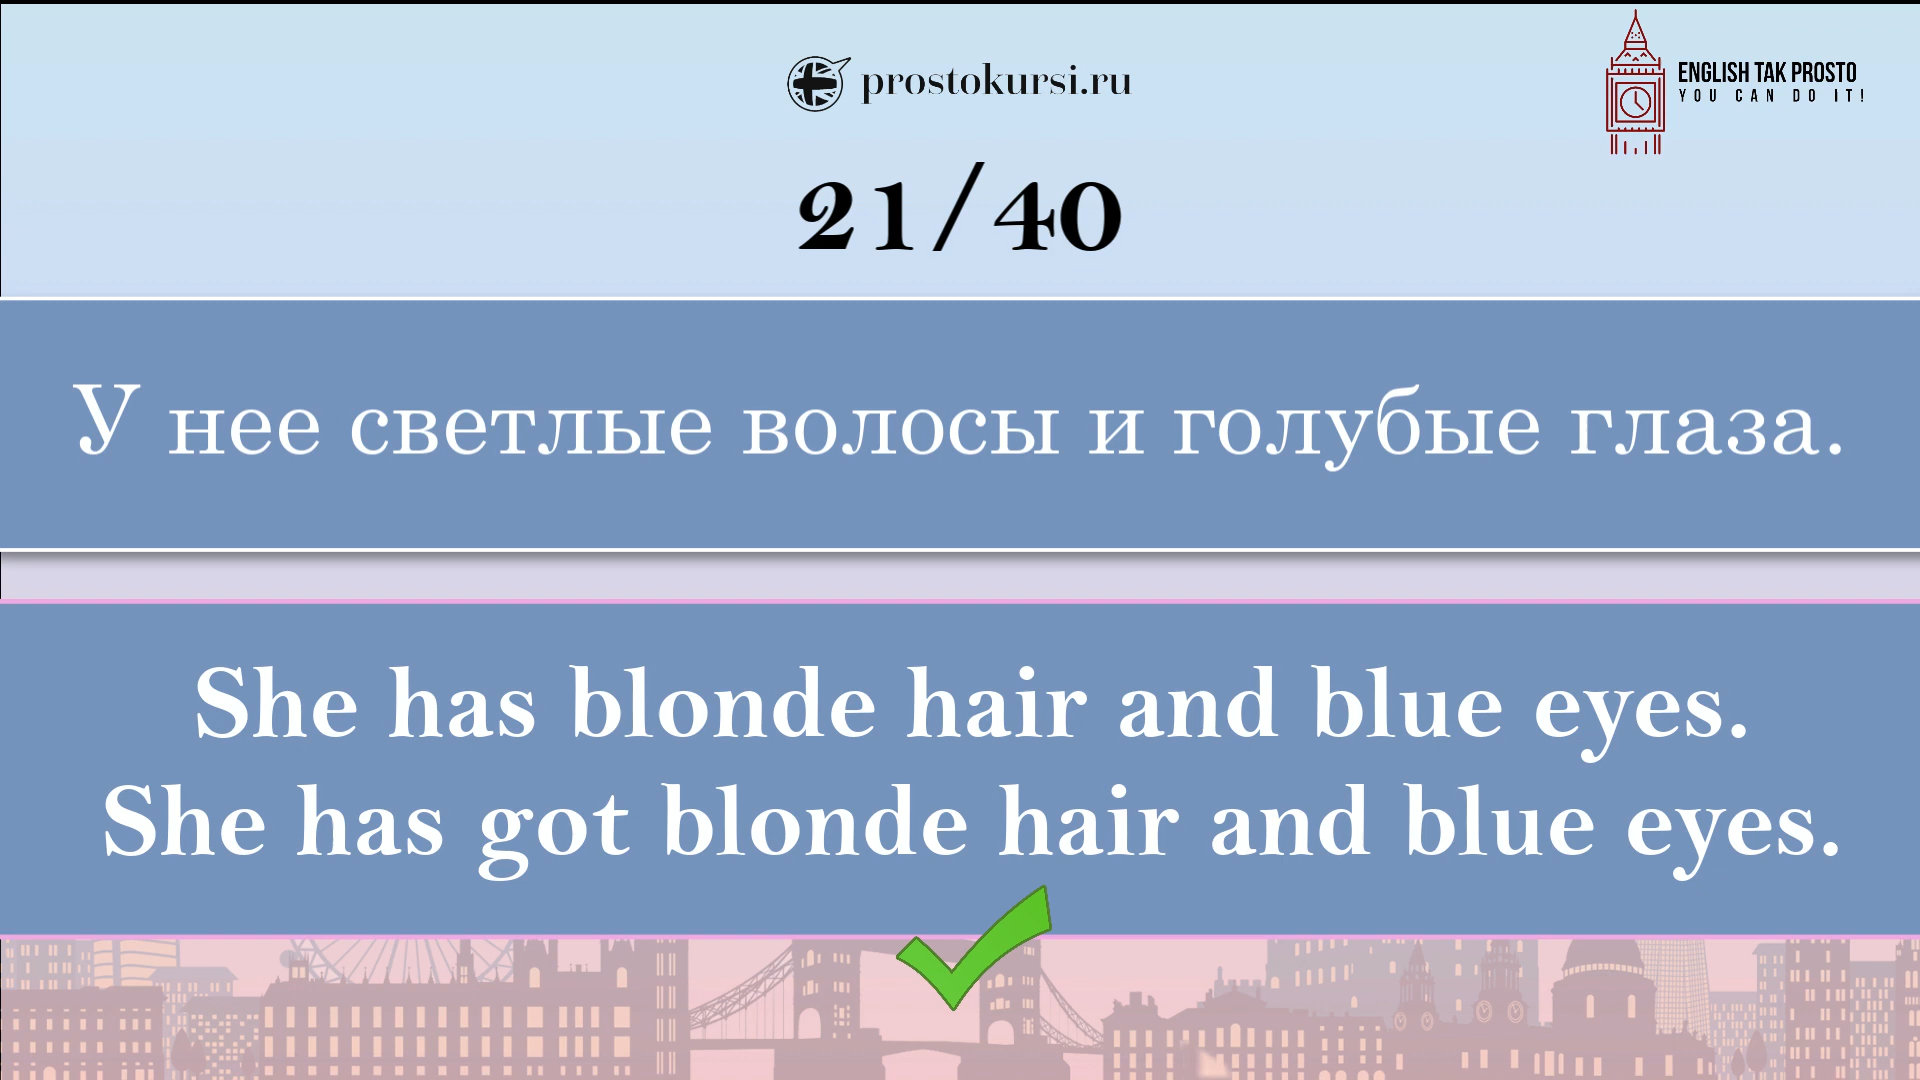 prostokursi.ru
ENGLISH TAK PROSTO
YOU CAN DO IT!
21/40
У нее светлые волосы и голубые глаза.
She has blonde hair and blue eyes.
She has got blonde hair and blue eyes.